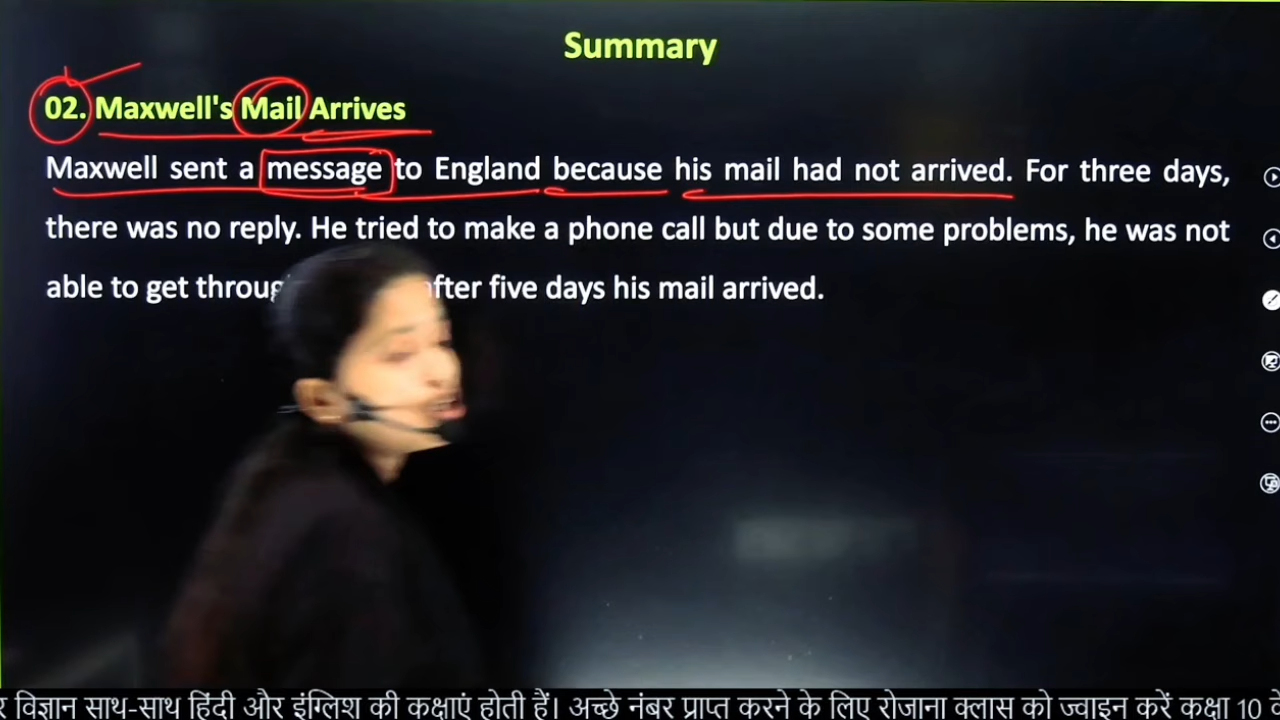 Summary
02. Maxwell's Mail Arrives
Maxwell sent a message to England because his mail had not arrived. For three days,
there was no reply. He tried to make a phone call but due to some problems, he was not
able to get after five days his mail arrived.
विज्ञान साथ-साथ हिंदी और इंग्लिश की कक्षाएं होती हैं। अच्छे नंबर प्राप्त करने के लिए रोजाना क्लास को ज्वाइन करें कक्षा 10